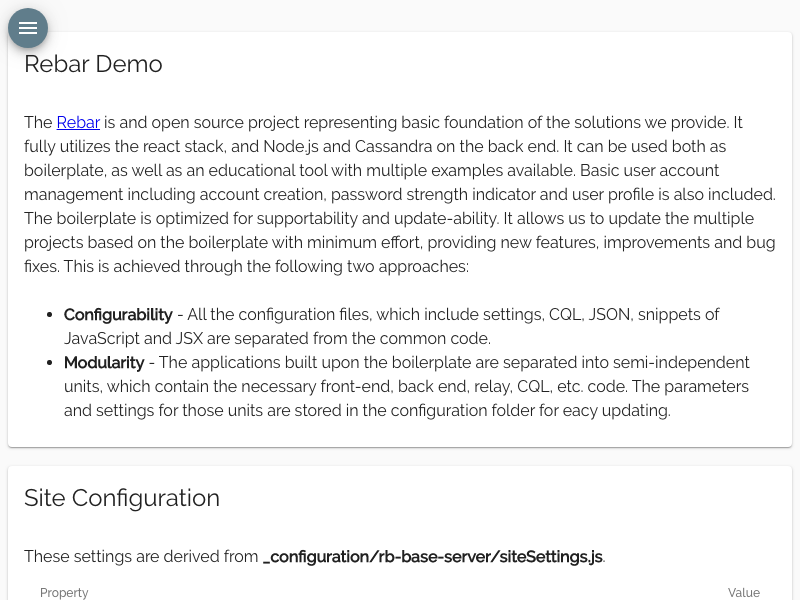 Rebar Demo
The Rebar is and open source project representing basic foundation of the solutions we provide. It
fully utilizes the react stack, and Node.js and Cassandra on the back end. It can be used both as
boilerplate, as well as an educational tool with multiple examples available. Basic user account
management including account creation, password strength indicator and user profile is also included.
The boilerplate is optimized for supportability and update-ability. It allows us to update the multiple
projects based on the boilerplate with minimum effort, providing new features, improvements and bug
fixes. This is achieved through the following two approaches:
• Configurability - All the configuration files, which include settings, CQL, JSON, snippets of
JavaScript and JSX are separated from the common code.
• Modularity - The applications built upon the boilerplate are separated into semi-independent
units, which contain the necessary front-end, back end, relay, CQL, etc. code. The parameters
and settings for those units are stored in the configuration folder for eacy updating.
Site Configuration
These settings are derived from _configuration/rb-base-server/siteSettings.js.
Property Value